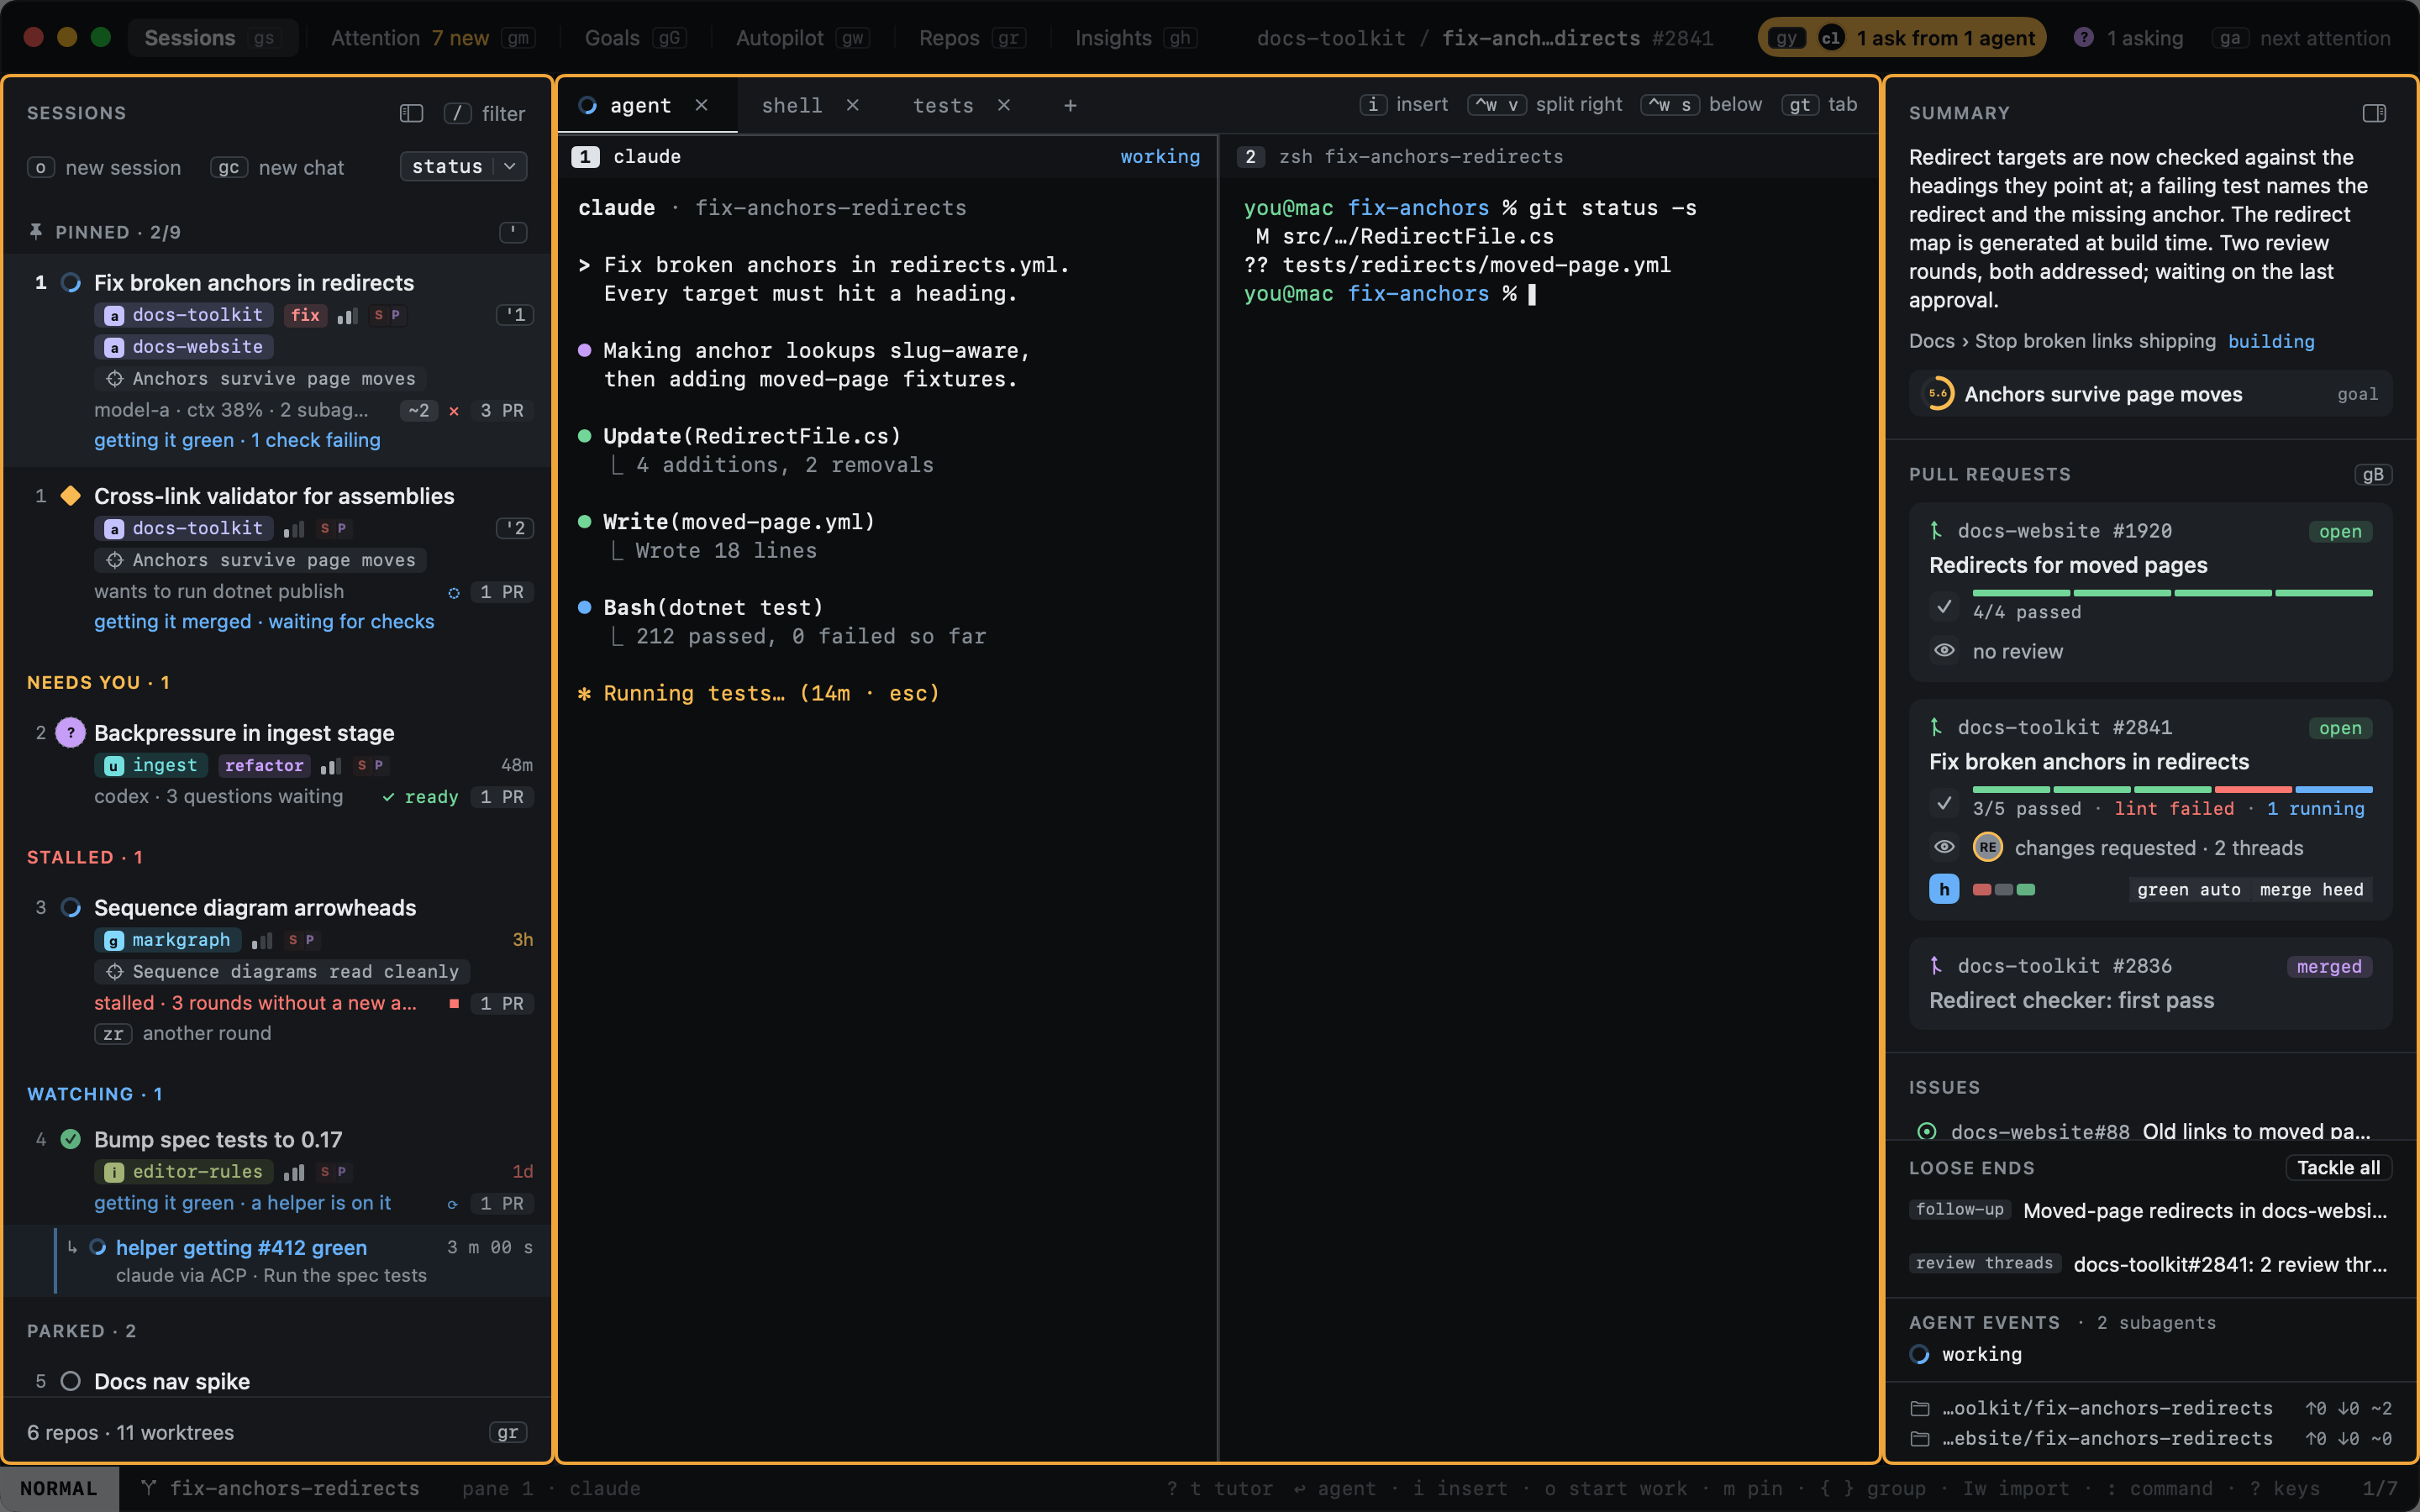 Sessions gs Attention 7 new gm Goals gG Autopilot gw Repos gr Insights gh docs-toolkit / fix-anch…directs #2841 gy cl 1 ask from 1 agent ? 1 asking ga next attention
SESSIONS / filter
o new session gc new chat status
PINNED · 2/9 '
1 Fix broken anchors in redirects
a docs-toolkit fix S P '1
a docs-website
Anchors survive page moves
model-a · ctx 38% · 2 subag… ~2 × 3 PR
getting it green · 1 check failing
1 Cross-link validator for assemblies
a docs-toolkit S P '2
Anchors survive page moves
wants to run dotnet publish 1 PR
getting it merged · waiting for checks
NEEDS YOU · 1
2 ? Backpressure in ingest stage
u ingest refactor S P 48m
codex · 3 questions waiting ✓ ready 1 PR
STALLED · 1
3 Sequence diagram arrowheads
g markgraph S P 3h
Sequence diagrams read cleanly
stalled · 3 rounds without a new a… 1 PR
zr another round
WATCHING · 1
4 Bump spec tests to 0.17
i editor-rules S P 1d
getting it green · a helper is on it 1 PR
↳ helper getting #412 green 3 m 00 s
claude via ACP · Run the spec tests
PARKED · 2
5 Docs nav spike
6 repos · 11 worktrees gr
agent × shell × tests × + i insert ^w v split right ^w s below gt tab
1 claude working
claude · fix-anchors-redirects
> Fix broken anchors in redirects.yml.
Every target must hit a heading.
● Making anchor lookups slug-aware,
then adding moved-page fixtures.
● Update(RedirectFile.cs)
⎿ 4 additions, 2 removals
● Write(moved-page.yml)
⎿ Wrote 18 lines
● Bash(dotnet test)
⎿ 212 passed, 0 failed so far
✻ Running tests… (14m · esc)
2 zsh fix-anchors-redirects
you@mac fix-anchors % git status -s
M src/…/RedirectFile.cs
?? tests/redirects/moved-page.yml
you@mac fix-anchors %
SUMMARY
Redirect targets are now checked against the
headings they point at; a failing test names the
redirect and the missing anchor. The redirect
map is generated at build time. Two review
rounds, both addressed; waiting on the last
approval.
Docs › Stop broken links shipping building
5.6 Anchors survive page moves goal
PULL REQUESTS gB
docs-website #1920 open
Redirects for moved pages
4/4 passed
no review
docs-toolkit #2841 open
Fix broken anchors in redirects
3/5 passed · lint failed · 1 running
RE changes requested · 2 threads
h green auto merge heed
docs-toolkit #2836 merged
Redirect checker: first pass
ISSUES
docs-website#88 Old links to moved pa…
LOOSE ENDS Tackle all
follow-up Moved-page redirects in docs-websi…
review threads docs-toolkit#2841: 2 review thr…
AGENT EVENTS · 2 subagents
working
…oolkit/fix-anchors-redirects ↑0 ↓0 ~2
…ebsite/fix-anchors-redirects ↑0 ↓0 ~0
NORMAL fix-anchors-redirects pane 1 · claude ? t tutor ↩ agent · i insert · o start work · m pin · { } group · Iw import · : command · ? keys 1/7